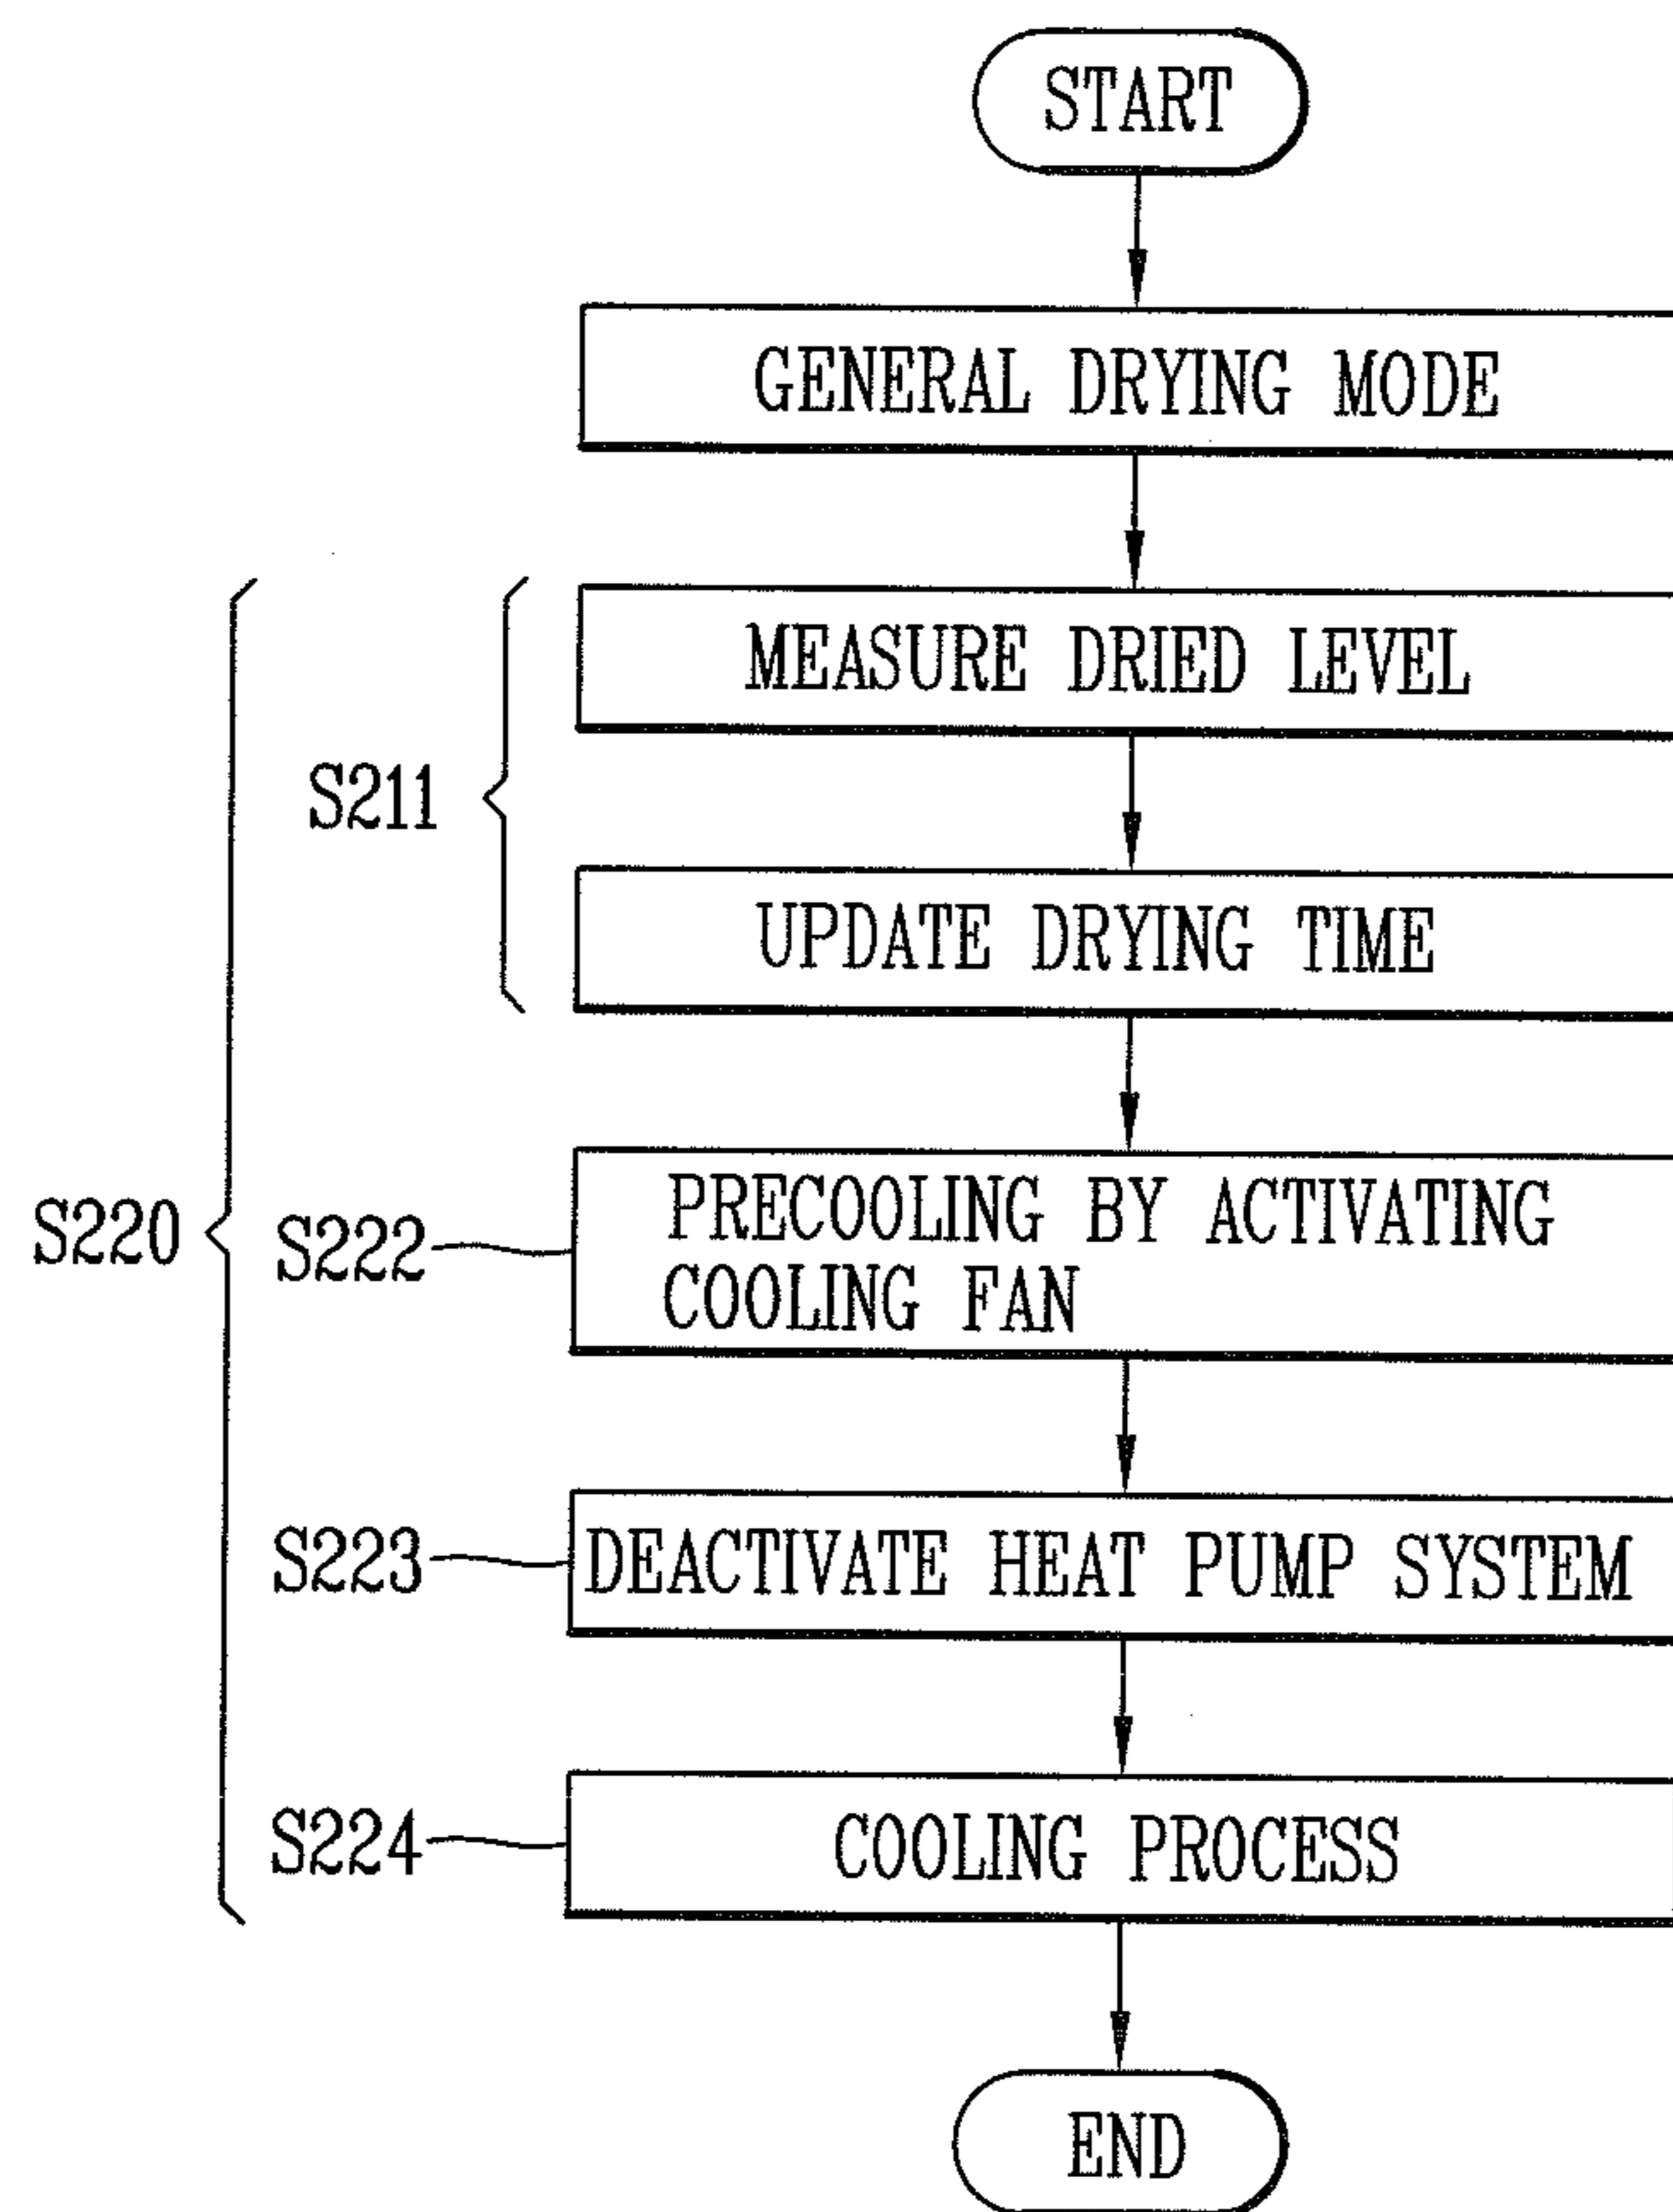 START
GENERAL DRYING MODE
MEASURE DRIED LEVEL
S211
UPDATE DRYING TIME
S220
S222
PRECOOLING BY ACTIVATING
COOLING FAN
S223
DEACTIVATE HEAT PUMP SYSTEM
S224
COOLING PROCESS
END